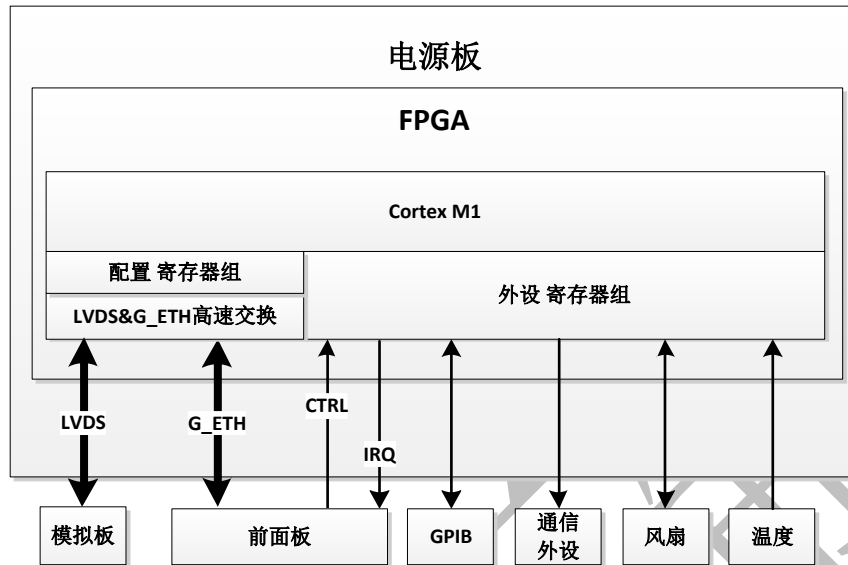 电源板
FPGA
Cortex M1
配置 寄存器组
外设 寄存器组
LVDS&G_ETH高速交换
CTRL
LVDS
G_ETH
IRQ
模拟板
前面板
GPIB
通信
外设
风扇
温度